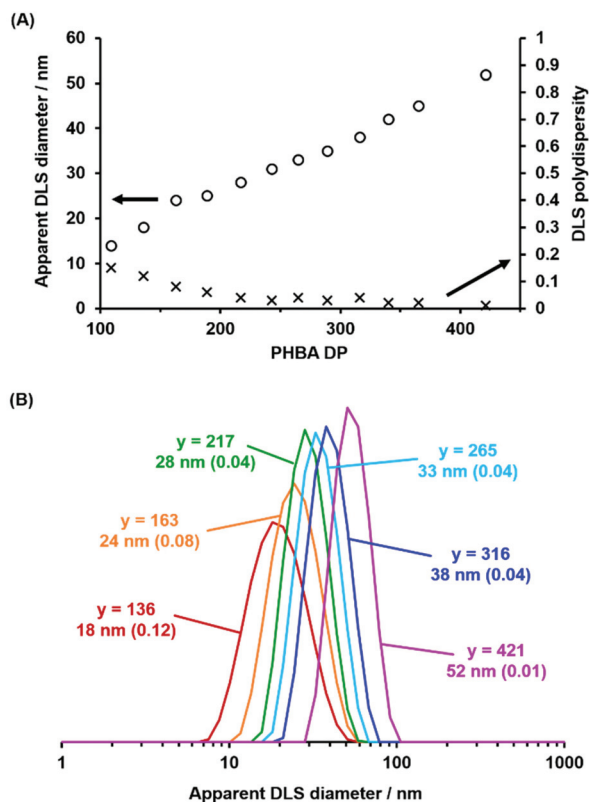 (A)
60
50
40
30
20
10
0
Apparent DLS diameter / nm
1
0.9
0.8
0.7
0.6
0.5
0.4
0.3
0.2
0.1
0
DLS polydispersity
100 200 300 400
PHBA DP
(B)
y = 217
28 nm (0.04)
y = 265
33 nm (0.04)
y = 163
24 nm (0.08)
y = 316
38 nm (0.04)
y = 136
18 nm (0.12)
y = 421
52 nm (0.01)
1 10 100 1000
Apparent DLS diameter / nm